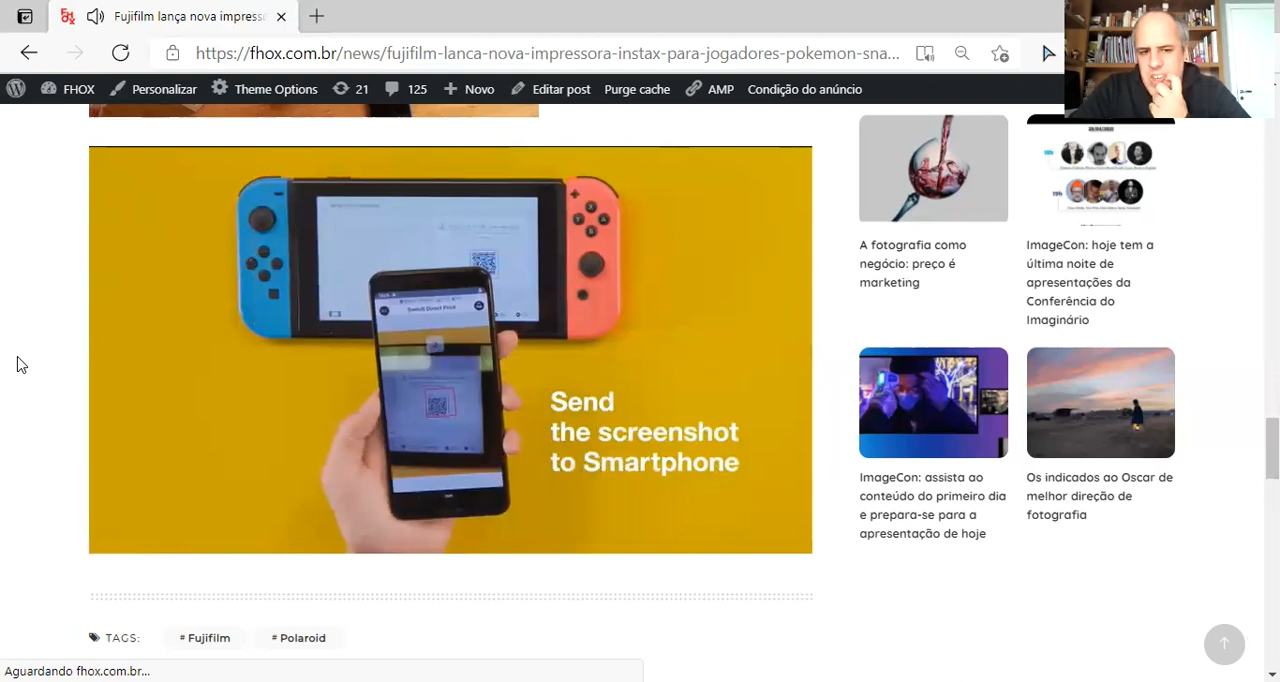 Fujifilm lança nova impress
https://fhox.com.br/news/fujifilm-lanca-nova-impressora-instax-para-jogadores-pokemon-sna...
FHOX
Personalizar
Theme Options
21
125
Novo
Editar post
Purge cache
AMP
Condição do anúncio
Switch Direct Print
Send
the screenshot
to Smartphone
A fotografia como
negócio: preço é
marketing
ImageCon: hoje tem a
última noite de
apresentações da
Conferência do
Imaginário
ImageCon: assista ao
conteúdo do primeiro dia
e prepara-se para a
apresentação de hoje
Os indicados ao Oscar de
melhor direção de
fotografia
TAGS:
# Fujifilm
# Polaroid
Aguardando fhox.com.br...